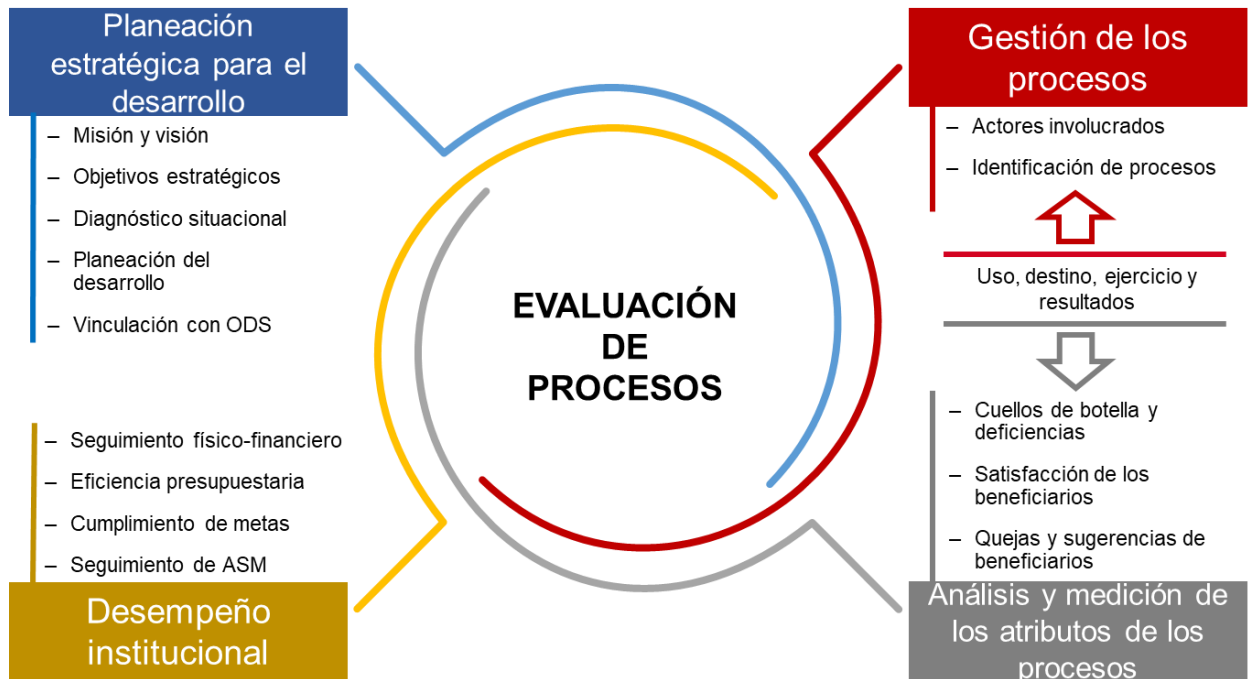 Planeación
estratégica para el
desarrollo
– Misión y visión
– Objetivos estratégicos
– Diagnóstico situacional
– Planeación del
desarrollo
– Vinculación con ODS
– Seguimiento físico-financiero
– Eficiencia presupuestaria
– Cumplimiento de metas
– Seguimiento de ASM
Desempeño
institucional
EVALUACIÓN
DE
PROCESOS
Gestión de los
procesos
– Actores involucrados
– Identificación de procesos
Uso, destino, ejercicio y
resultados
– Cuellos de botella y
deficiencias
– Satisfacción de los
beneficiarios
– Quejas y sugerencias de
beneficiarios
Análisis y medición de
los atributos de los
procesos